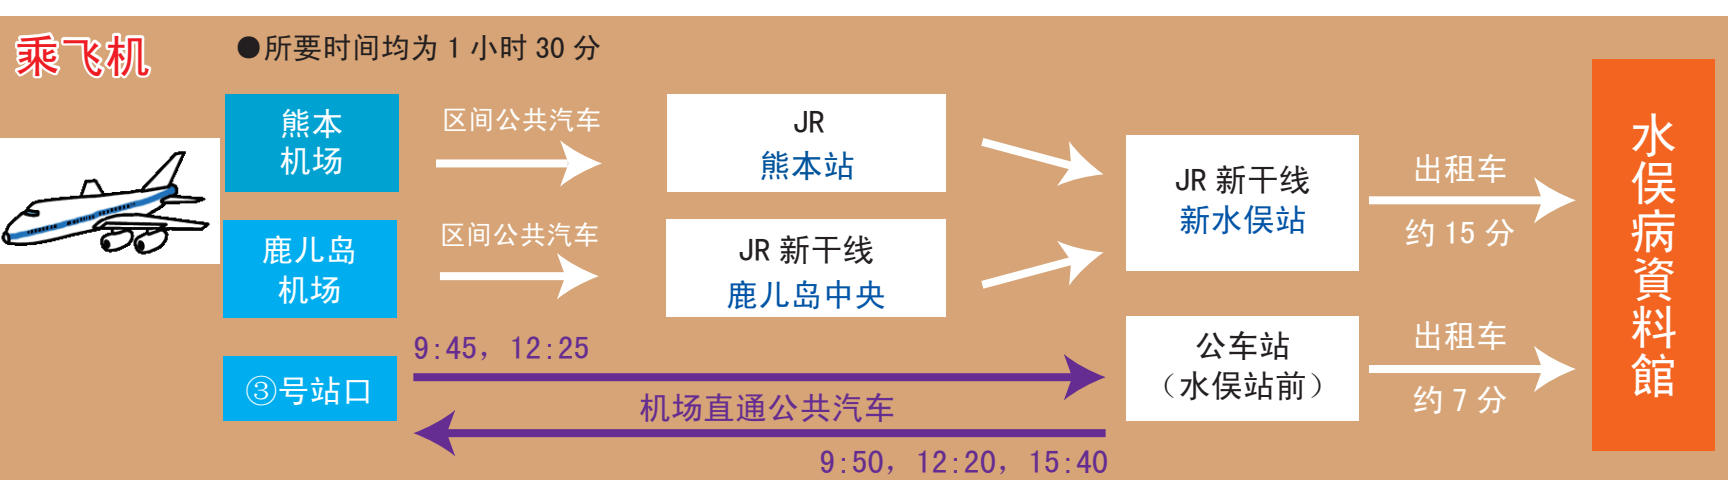 乘飞机
●所要时间均为 1 小时 30 分
熊本
机场
区间公共汽车
JR
熊本站
鹿儿岛
机场
区间公共汽车
JR 新干线
鹿儿岛中央
JR 新干线
新水俣站
出租车
约 15 分
③号站口
9:45, 12:25
机场直通公共汽车
9:50, 12:20, 15:40
公车站
（水俣站前）
出租车
约 7 分
水俣病資料館